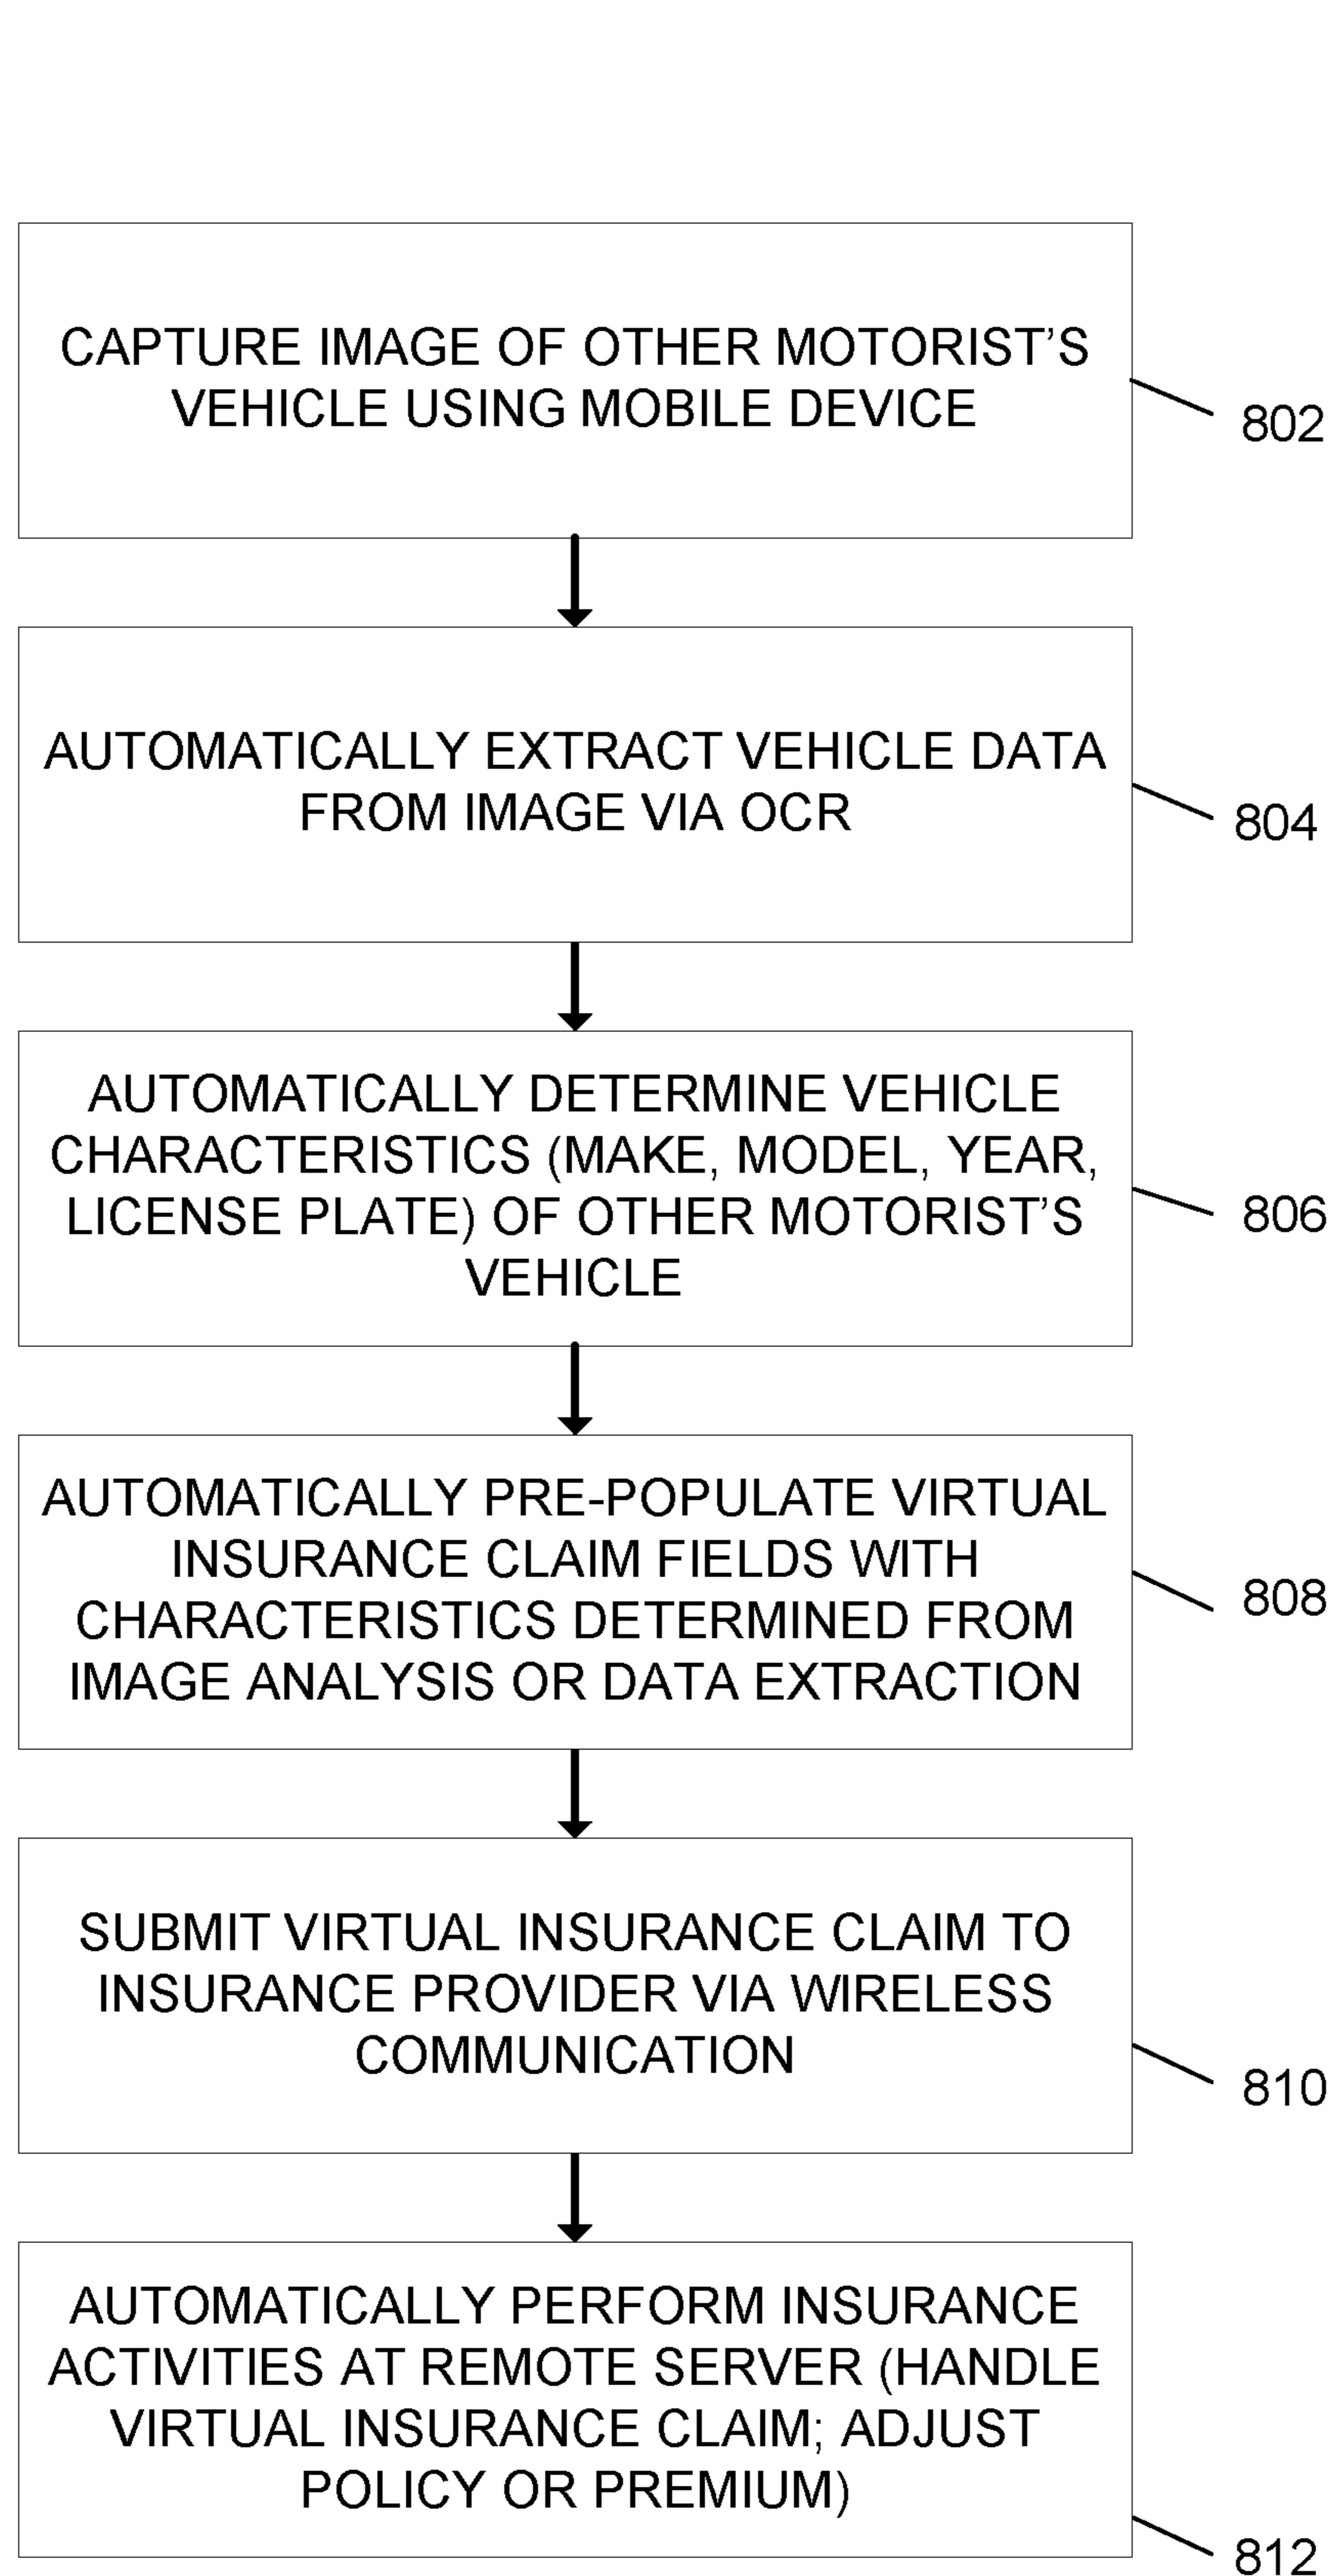 CAPTURE IMAGE OF OTHER MOTORIST'S
VEHICLE USING MOBILE DEVICE
802
AUTOMATICALLY EXTRACT VEHICLE DATA
FROM IMAGE VIA OCR
804
AUTOMATICALLY DETERMINE VEHICLE
CHARACTERISTICS (MAKE, MODEL, YEAR,
LICENSE PLATE) OF OTHER MOTORIST'S
VEHICLE
806
AUTOMATICALLY PRE-POPULATE VIRTUAL
INSURANCE CLAIM FIELDS WITH
CHARACTERISTICS DETERMINED FROM
IMAGE ANALYSIS OR DATA EXTRACTION
808
SUBMIT VIRTUAL INSURANCE CLAIM TO
INSURANCE PROVIDER VIA WIRELESS
COMMUNICATION
810
AUTOMATICALLY PERFORM INSURANCE
ACTIVITIES AT REMOTE SERVER (HANDLE
VIRTUAL INSURANCE CLAIM; ADJUST
POLICY OR PREMIUM)
812